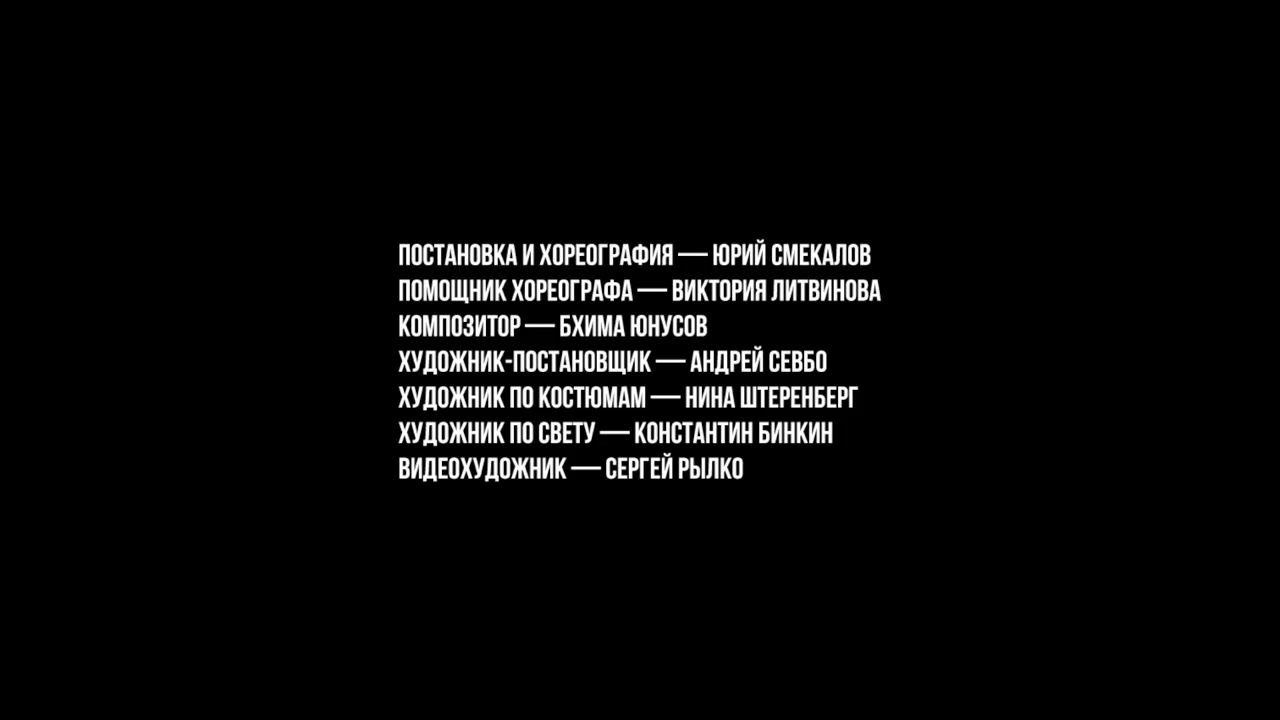 ПОСТАНОВКА И ХОРЕОГРАФИЯ — ЮРИЙ СМЕКАЛОВ
ПОМОЩНИК ХОРЕОГРАФА — ВИКТОРИЯ ЛИТВИНОВА
КОМПОЗИТОР — БХИМА ЮНУСОВ
ХУДОЖНИК-ПОСТАНОВЩИК — АНДРЕЙ СЕВБО
ХУДОЖНИК ПО КОСТЮМАМ — НИНА ШТЕРЕНБЕРГ
ХУДОЖНИК ПО СВЕТУ — КОНСТАНТИН БИНКИН
ВИДЕОХУДОЖНИК — СЕРГЕЙ РЫЛКО